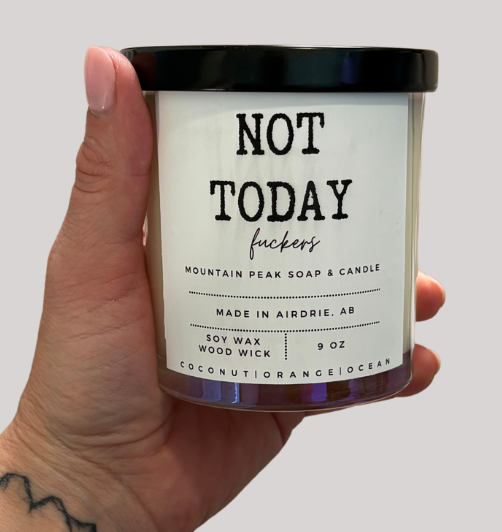 NOT
TODAY
fuckers
MOUNTAIN PEAK SOAP & CANDLE
MADE IN AIRDRIE, AB
SOY WAX
WOOD WICK
9 OZ
COCONUT|ORANGE|OCEAN